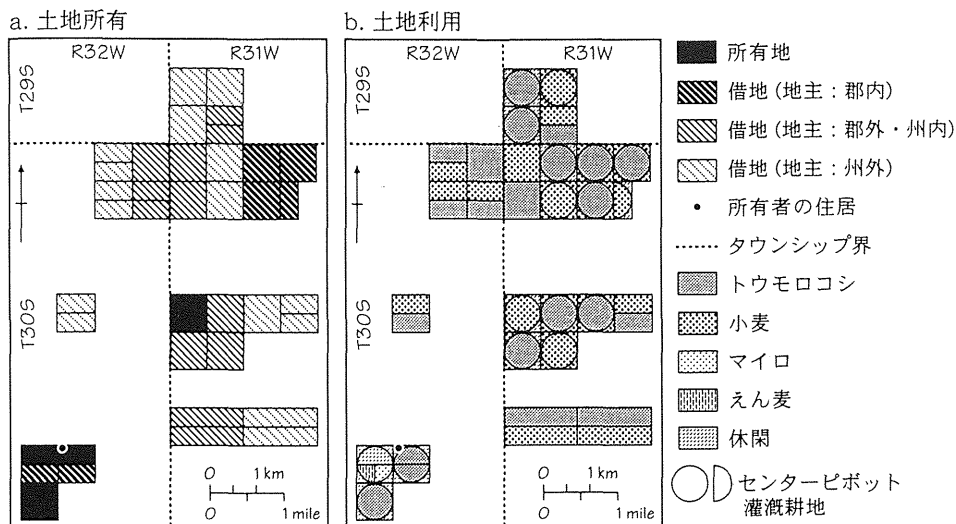 a. 土地所有
R32W
R31W
T29S
T30S
0 1 km
0 1 mile
b. 土地利用
R32W
R31W
T29S
T30S
0 1 km
0 1 mile
所有地
借地 (地主：郡内)
借地 (地主：郡外・州内)
借地 (地主：州外)
所有者の住居
タウンシップ界
トウモロコシ
小麦
マイロ
えん麦
休閑
センターピボット
灌漑耕地